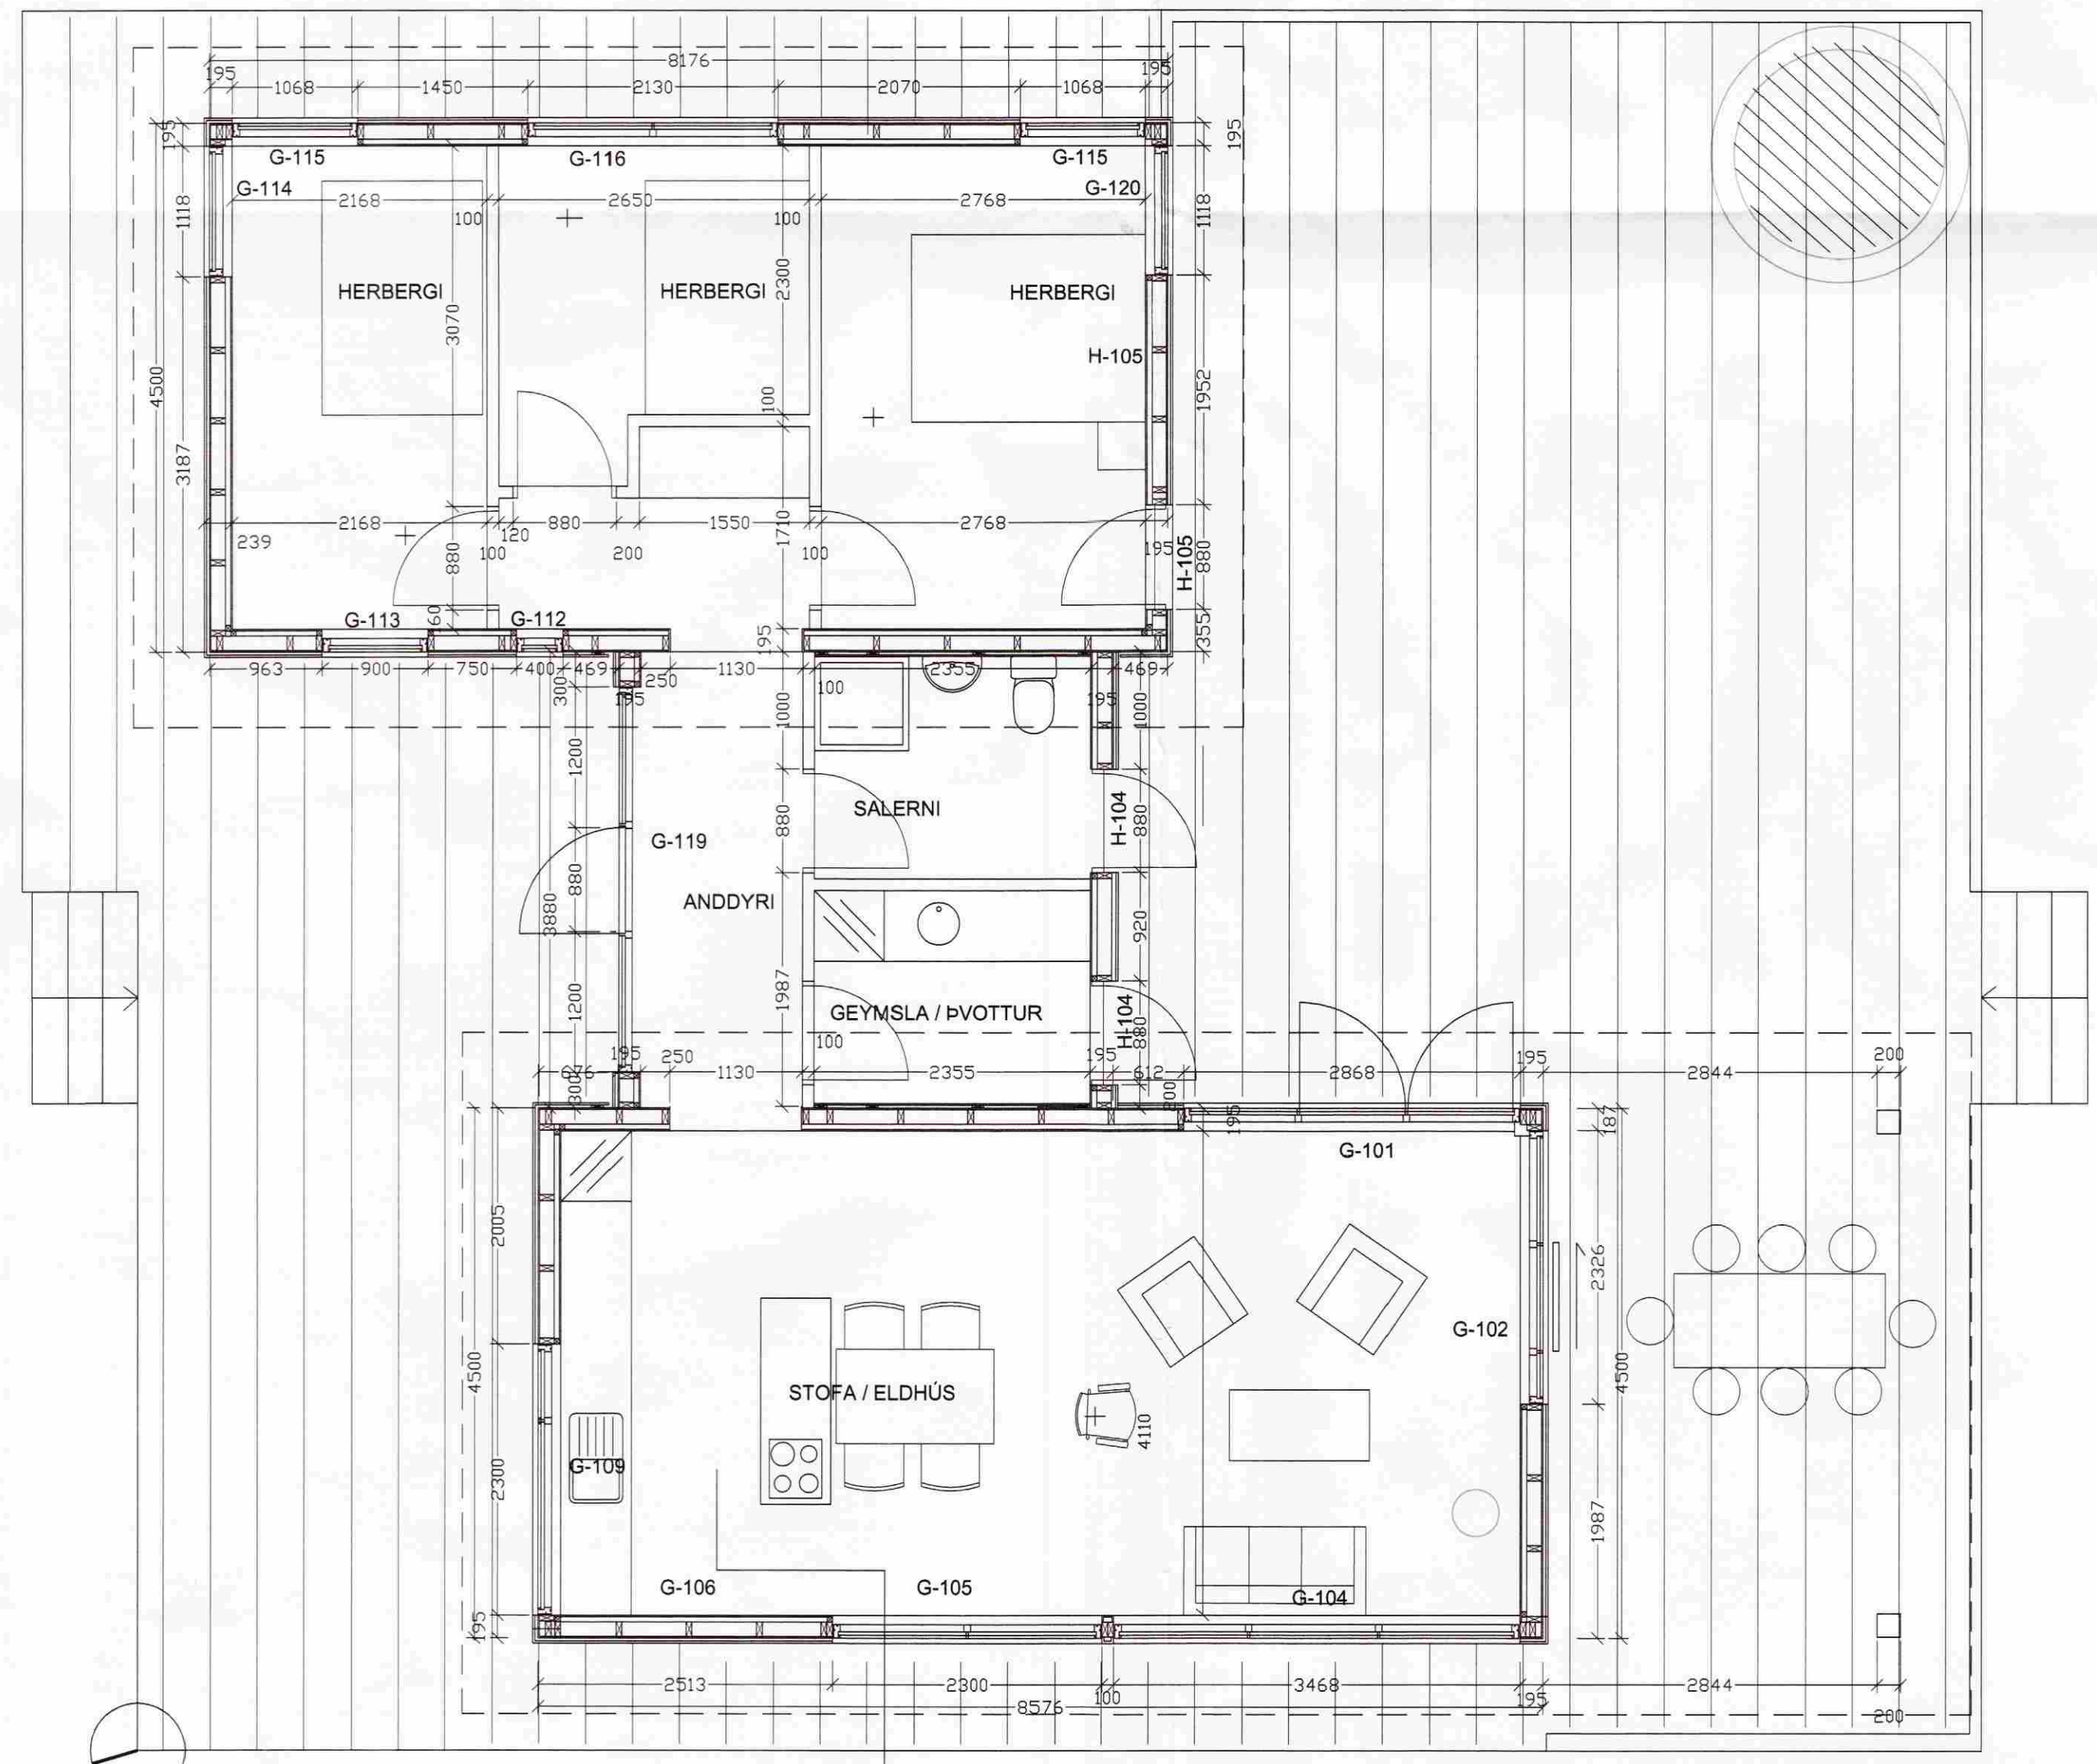 8176
195 1068 1450 2130 2070 1068 195
195 195
G-115 G-116 G-115
G-114 G-120
2168 2650 2768
100 100
1118 1118
HERBERGI HERBERGI HERBERGI
2300
3070
H-105
4500 100 1952
3187
2168 880 1550 2768
120
239 100 200 1710 100 195
880 880
H-105
G-113 G-112
60 195 355
963 900 750 400 469 1130 2355 469
250 100
300 195 195
1000 1000
1200
SALERNI
880 H-104 880
G-119
880
ANDDYRI
3880 920
1987
1200
GEYMSLA / ÞVOTTUR
H-104 880
100
195 250 195 195 200
676 1130 2355 612 2868 2844
300 200 195 187
G-101
2005 2326
G-102
4500 4500
STOFA / ELDHÚS
4110
G-109
2300 1987
G-106 G-105 G-104
195
2513 2300 3468 2844
100 195
8576 200